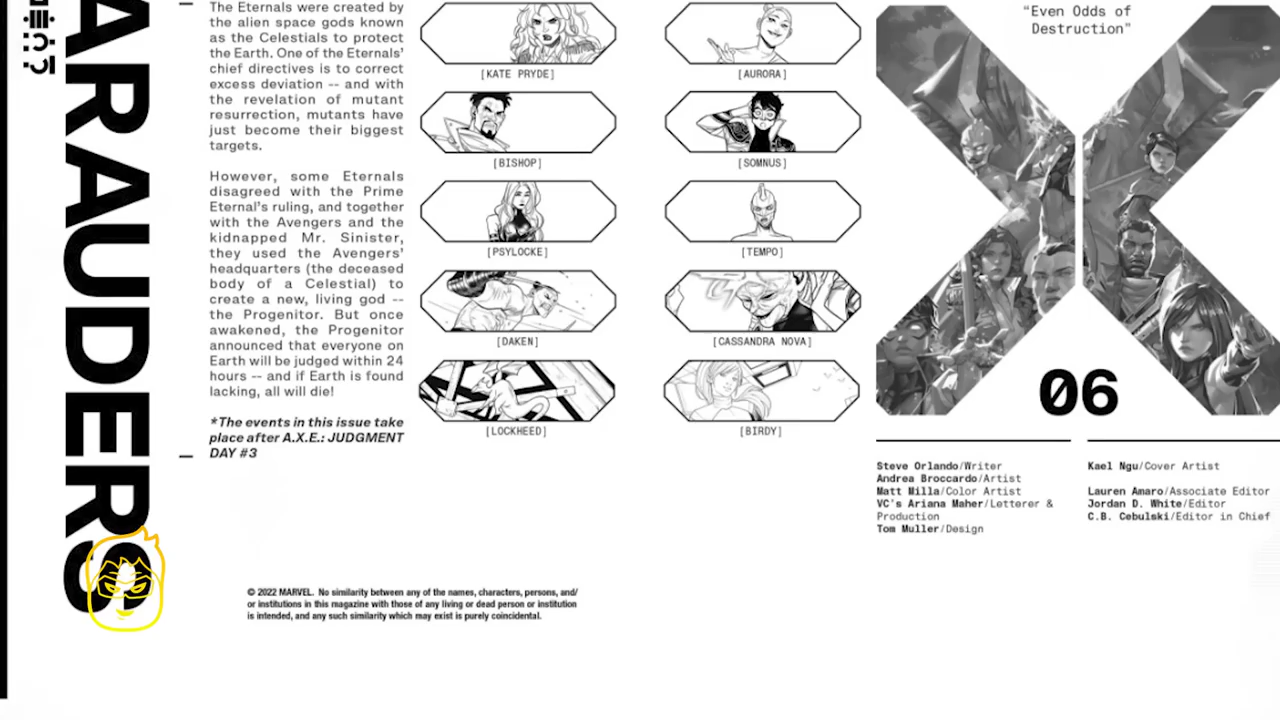 ARAUDERS
The Eternals were created by
the alien space gods known
as the Celestials to protect
the Earth. One of the Eternals'
chief directives is to correct
excess deviation -- and with
the revelation of mutant
resurrection, mutants have
just become their biggest
targets.
However, some Eternals
disagreed with the Prime
Eternal's ruling, and together
with the Avengers and the
kidnapped Mr. Sinister,
they used the Avengers'
headquarters (the deceased
body of a Celestial) to
create a new, living god --
the Progenitor. But once
awakened, the Progenitor
announced that everyone on
Earth will be judged within 24
hours -- and if Earth is found
lacking, all will die!
*The events in this issue take
place after A.X.E.: JUDGMENT
DAY #3
[KATE PRYDE]
[AURORA]
[BISHOP]
[SOMNUS]
[PSYLOCKE]
[TEMPO]
[DAKEN]
[CASSANDRA NOVA]
[LOCKHEED]
[BIRDY]
"Even Odds of
Destruction"
06
Steve Orlando/Writer
Andrea Broccardo/Artist
Matt Milla/Color Artist
VC's Ariana Maher/Letterer &
Production
Tom Muller/Design
Kael Ngu/Cover Artist
Lauren Amaro/Associate Editor
Jordan D. White/Editor
C.B. Cebulski/Editor in Chief
© 2022 MARVEL. No similarity between any of the names, characters, persons, and/
or institutions in this magazine with those of any living or dead person or institution
is intended, and any such similarity which may exist is purely coincidental.